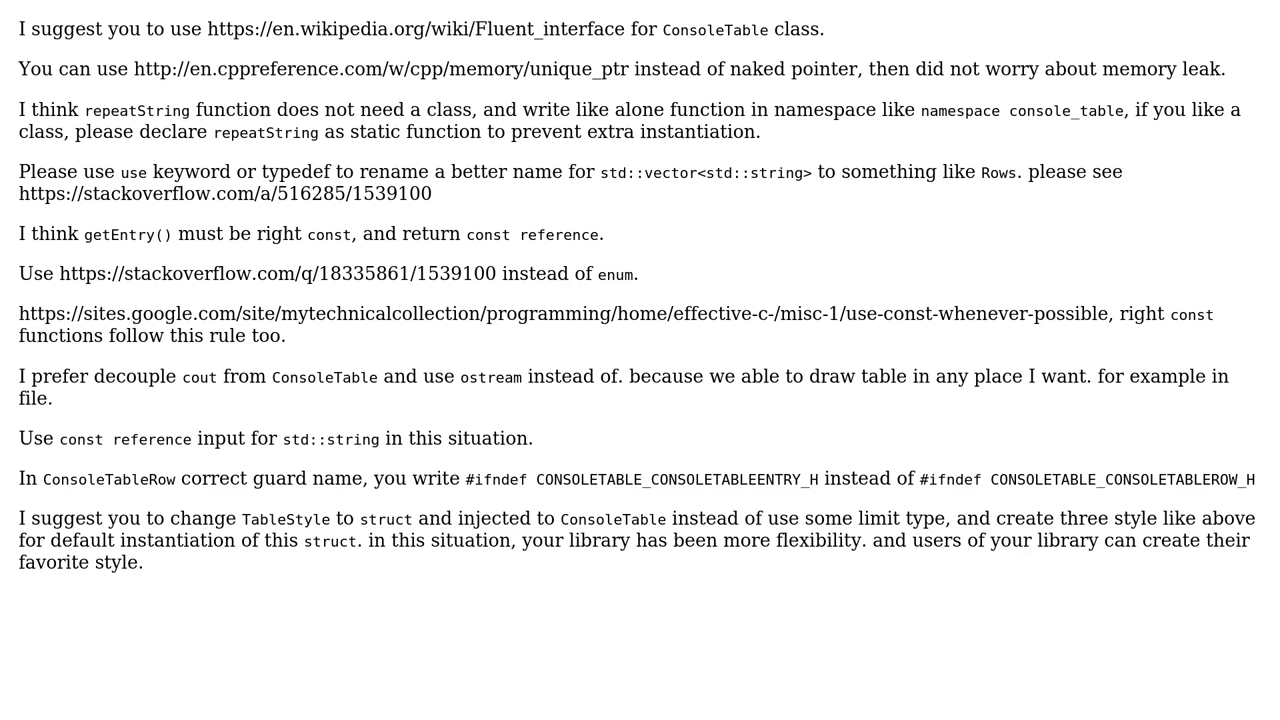 I suggest you to use https://en.wikipedia.org/wiki/Fluent_interface for ConsoleTable class.
You can use http://en.cppreference.com/w/cpp/memory/unique_ptr instead of naked pointer, then did not worry about memory leak.
I think repeatString function does not need a class, and write like alone function in namespace like namespace console_table, if you like a
class, please declare repeatString as static function to prevent extra instantiation.
Please use use keyword or typedef to rename a better name for std::vector<std::string> to something like Rows. please see
https://stackoverflow.com/a/516285/1539100
I think getEntry() must be right const, and return const reference.
Use https://stackoverflow.com/q/18335861/1539100 instead of enum.
https://sites.google.com/site/mytechnicalcollection/programming/home/effective-c-/misc-1/use-const-whenever-possible, right const
functions follow this rule too.
I prefer decouple cout from ConsoleTable and use ostream instead of. because we able to draw table in any place I want. for example in
file.
Use const reference input for std::string in this situation.
In ConsoleTableRow correct guard name, you write #ifndef CONSOLETABLE_CONSOLETABLEENTRY_H instead of #ifndef CONSOLETABLE_CONSOLETABLEROW_H
I suggest you to change TableStyle to struct and injected to ConsoleTable instead of use some limit type, and create three style like above
for default instantiation of this struct. in this situation, your library has been more flexibility. and users of your library can create their
favorite style.